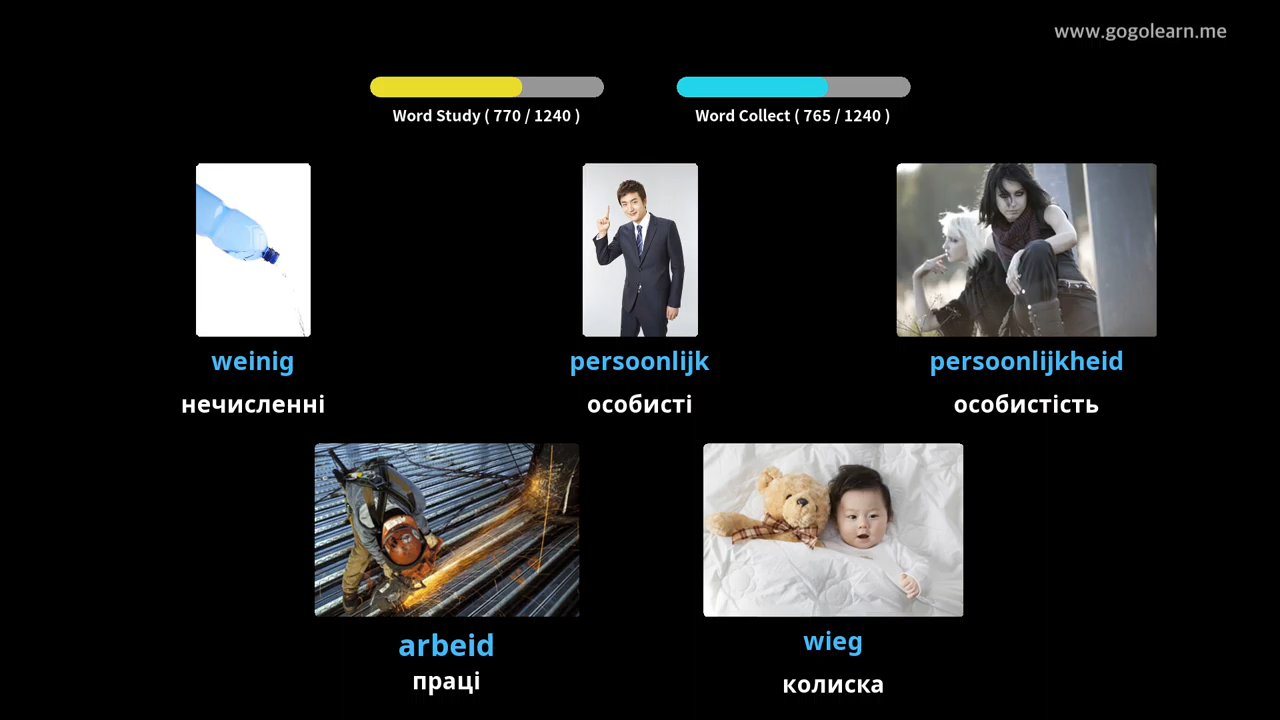 www.gogolearn.me
Word Study ( 770 / 1240 )
Word Collect ( 765 / 1240 )
weinig
persoonlijk
persoonlijkheid
нечисленні
особисті
особистість
arbeid
wieg
праці
колиска